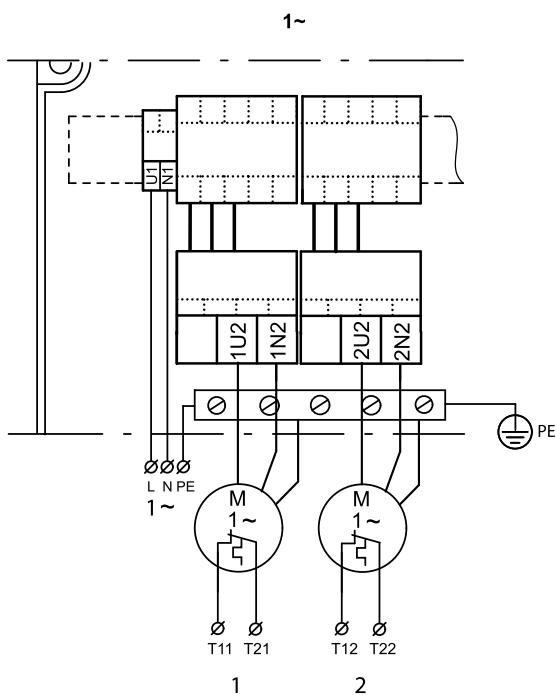 1~
U1 N1
1U2 1N2 2U2 2N2
PE
L N PE
1~
M M
1~ 1~
T11 T21 T12 T22
1 2